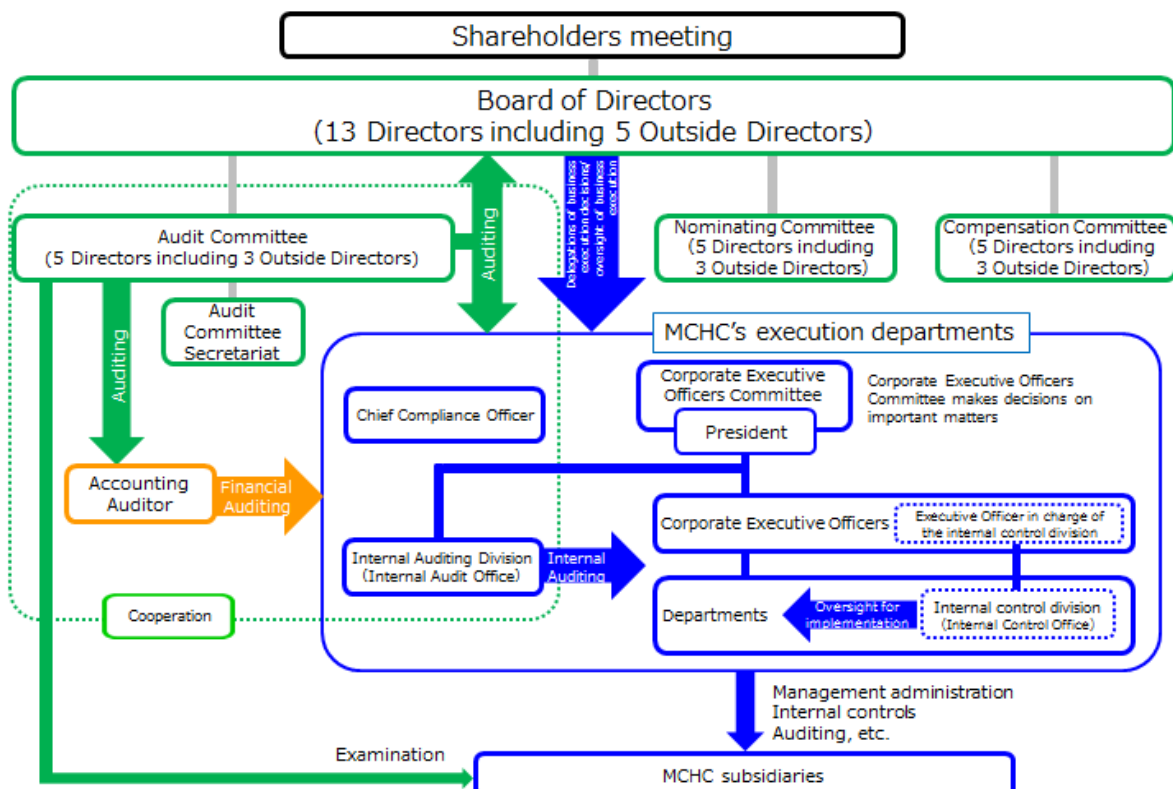 Shareholders meeting
Board of Directors
(13 Directors including 5 Outside Directors)
Auditing
Delegations of business
execution decisions/
oversight of business
execution
Audit Committee
(5 Directors including 3 Outside Directors)
Nominating Committee
(5 Directors including
3 Outside Directors)
Compensation Committee
(5 Directors including
3 Outside Directors)
Audit
Committee
Secretariat
Auditing
MCHC's execution departments
Chief Compliance Officer
Corporate Executive
Officers Committee
President
Corporate Executive Officers
Committee makes decisions on
important matters
Accounting
Auditor
Financial
Auditing
Corporate Executive Officers
Executive Officer in charge of
the internal control division
Internal Auditing Division
(Internal Audit Office)
Internal
Auditing
Departments
Oversight for
implementation
Internal control division
(Internal Control Office)
Cooperation
Management administration
Internal controls
Auditing, etc.
Examination
MCHC subsidiaries